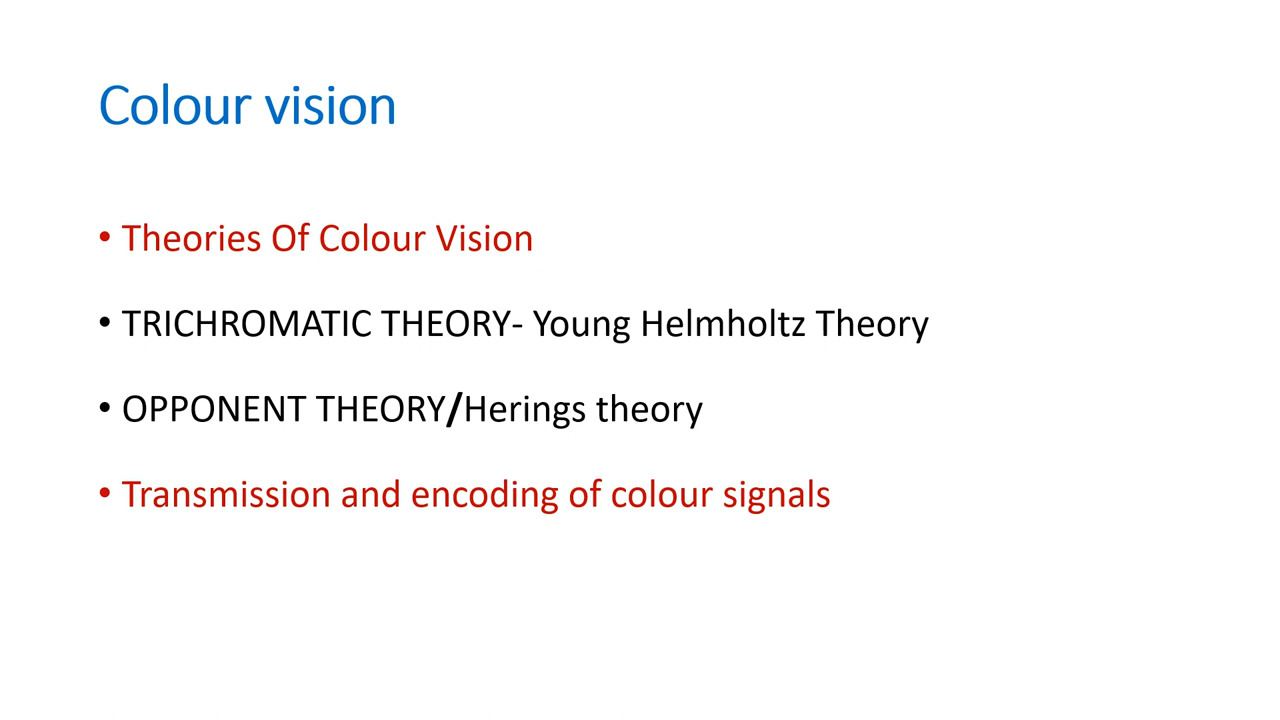 Colour vision
• Theories Of Colour Vision
• TRICHROMATIC THEORY- Young Helmholtz Theory
• OPPONENT THEORY/Herings theory
• Transmission and encoding of colour signals